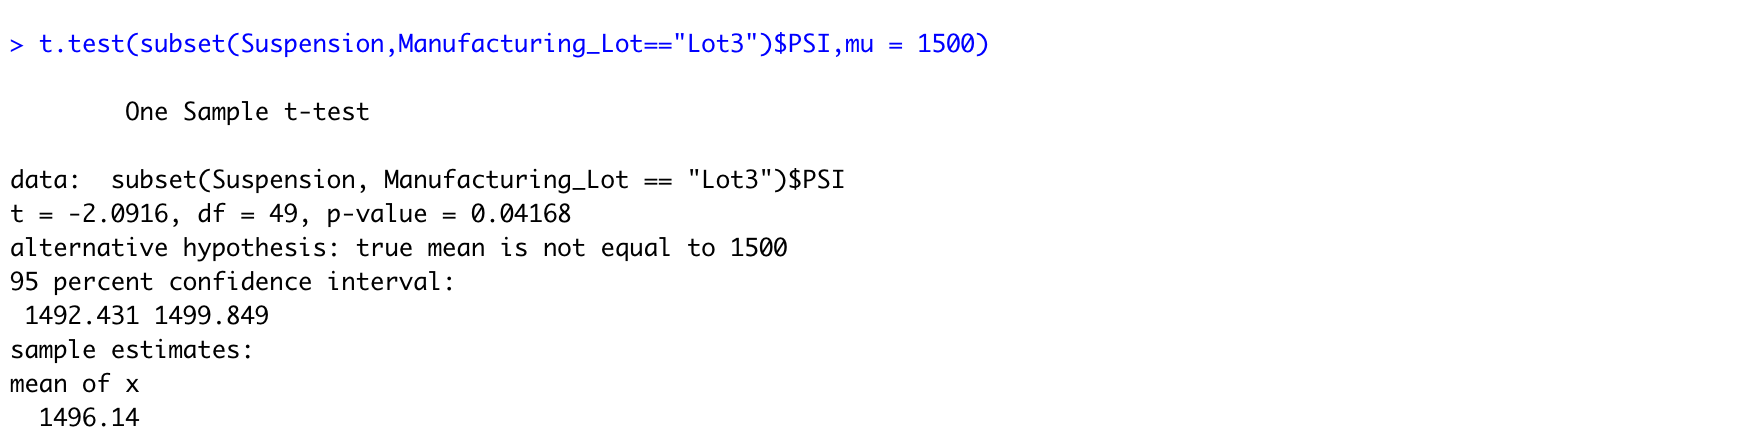 > t.test(subset(Suspension,Manufacturing_Lot=="Lot3")$PSI,mu = 1500)
One Sample t-test
data:  subset(Suspension, Manufacturing_Lot == "Lot3")$PSI
t = -2.0916, df = 49, p-value = 0.04168
alternative hypothesis: true mean is not equal to 1500
95 percent confidence interval:
1492.431 1499.849
sample estimates:
mean of x
1496.14